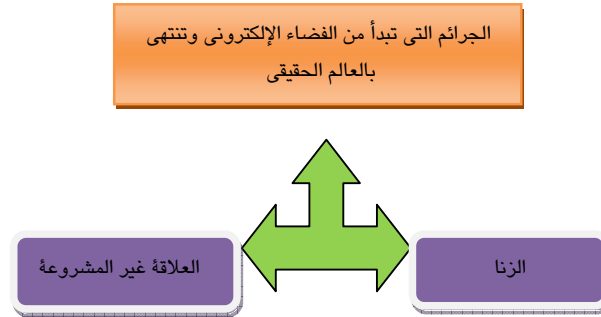 الجرائم التى تبدأ من الفضاء الإلكترونى وتنتهى
بالعالم الحقيقى
الزنا
العلاقة غير المشروعة